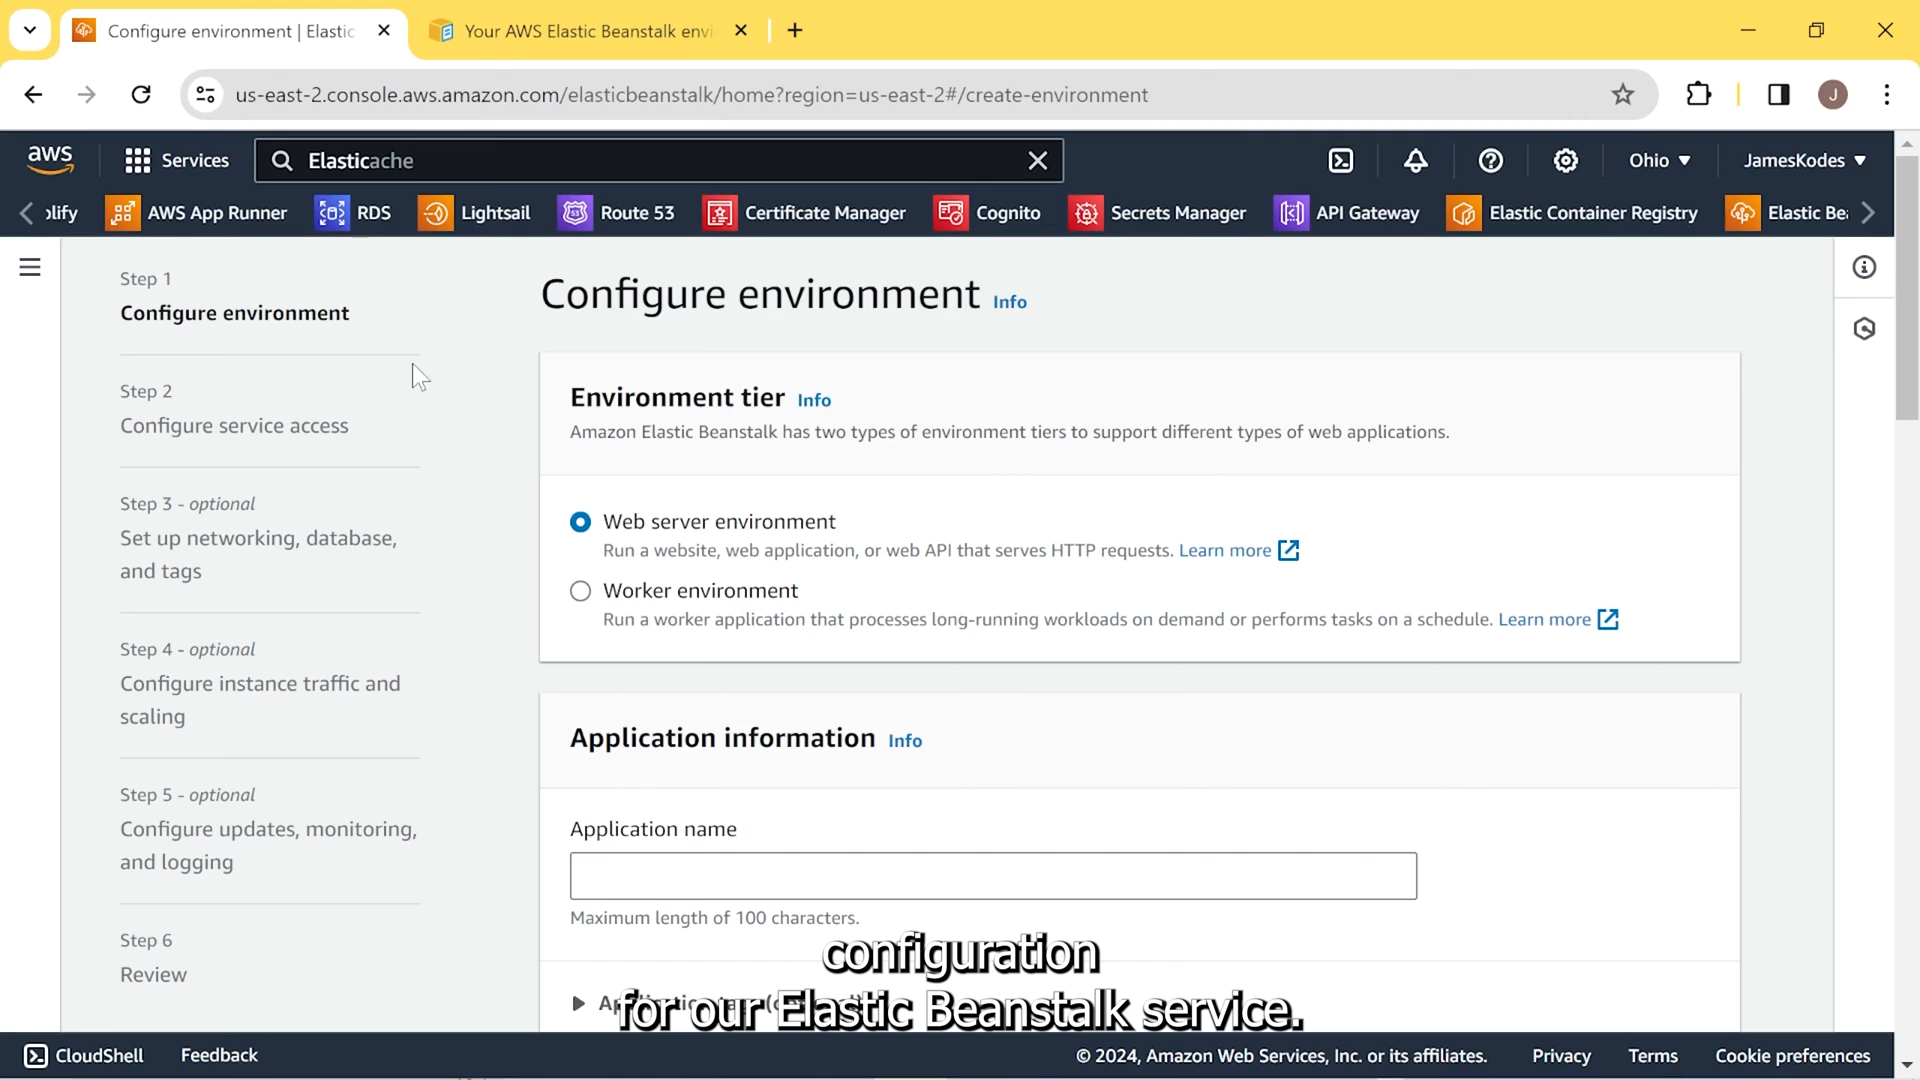 Configure environment | Elastic
Your AWS Elastic Beanstalk envi
us-east-2.console.aws.amazon.com/elasticbeanstalk/home?region=us-east-2#/create-environment
J
aws
Services
Elasticache
Ohio
JamesKodes
plify
AWS App Runner
RDS
Lightsail
Route 53
Certificate Manager
Cognito
Secrets Manager
API Gateway
Elastic Container Registry
Elastic Be
Step 1
Configure environment
Step 2
Configure service access
Step 3 - optional
Set up networking, database,
and tags
Step 4 - optional
Configure instance traffic and
scaling
Step 5 - optional
Configure updates, monitoring,
and logging
Step 6
Review
Configure environment Info
Environment tier Info
Amazon Elastic Beanstalk has two types of environment tiers to support different types of web applications.
Web server environment
Run a website, web application, or web API that serves HTTP requests. Learn more
Worker environment
Run a worker application that processes long-running workloads on demand or performs tasks on a schedule. Learn more
Application information Info
Application name
Maximum length of 100 characters.
configuration
for our Elastic Beanstalk service.
CloudShell
Feedback
© 2024, Amazon Web Services, Inc. or its affiliates.
Privacy
Terms
Cookie preferences